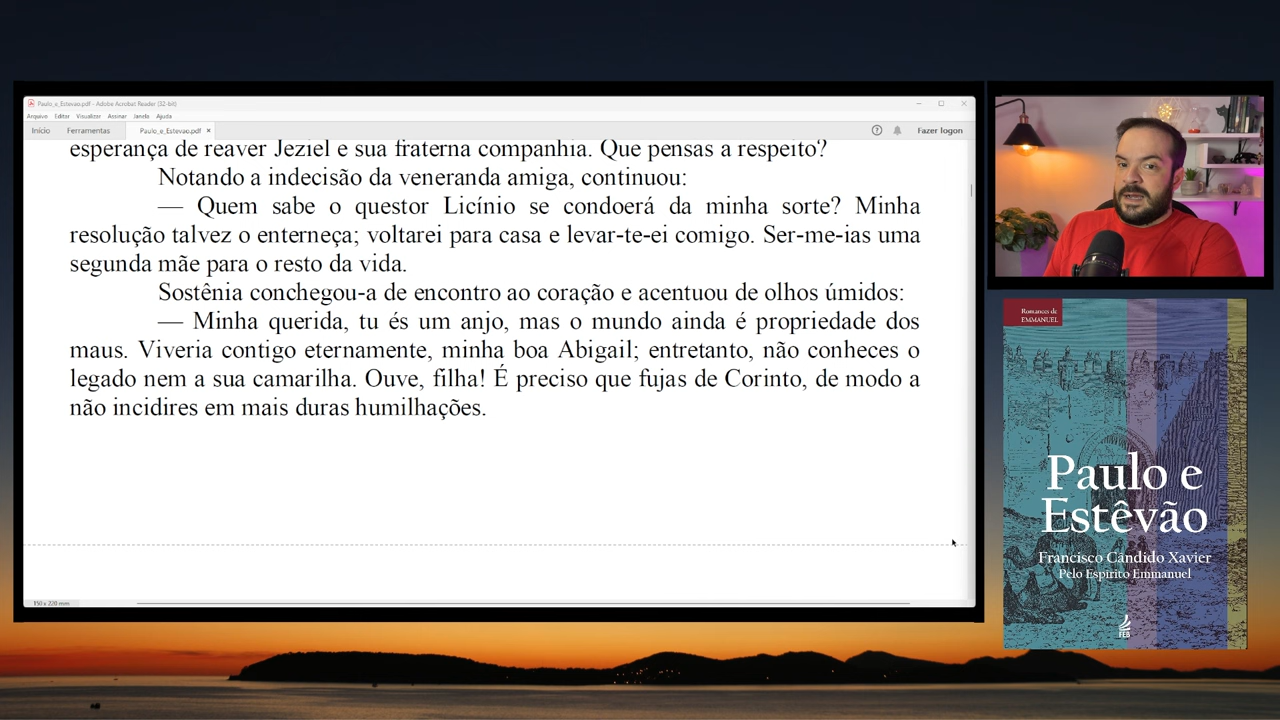 Paulo_e_Estevao.pdf - Adobe Acrobat Reader (32-bit)
Arquivo Editar Visualizar Assinar Janela Ajuda
Início Ferramentas Paulo_e_Estevao.pdf × Fazer logon
esperança de reaver Jeziel e sua fraterna companhia. Que pensas a respeito?
Notando a indecisão da veneranda amiga, continuou:
— Quem sabe o questor Licínio se condoerá da minha sorte? Minha
resolução talvez o enterneça; voltarei para casa e levar-te-ei comigo. Ser-me-ias uma
segunda mãe para o resto da vida.
Sostênia conchegou-a de encontro ao coração e acentuou de olhos úmidos:
— Minha querida, tu és um anjo, mas o mundo ainda é propriedade dos
maus. Viveria contigo eternamente, minha boa Abigail; entretanto, não conheces o
legado nem a sua camarilha. Ouve, filha! É preciso que fujas de Corinto, de modo a
não incidires em mais duras humilhações.
150 x 220 mm
Romances de
EMMANUEL
Paulo e
Estêvão
Francisco Cândido Xavier
Pelo Espírito Emmanuel
FEB